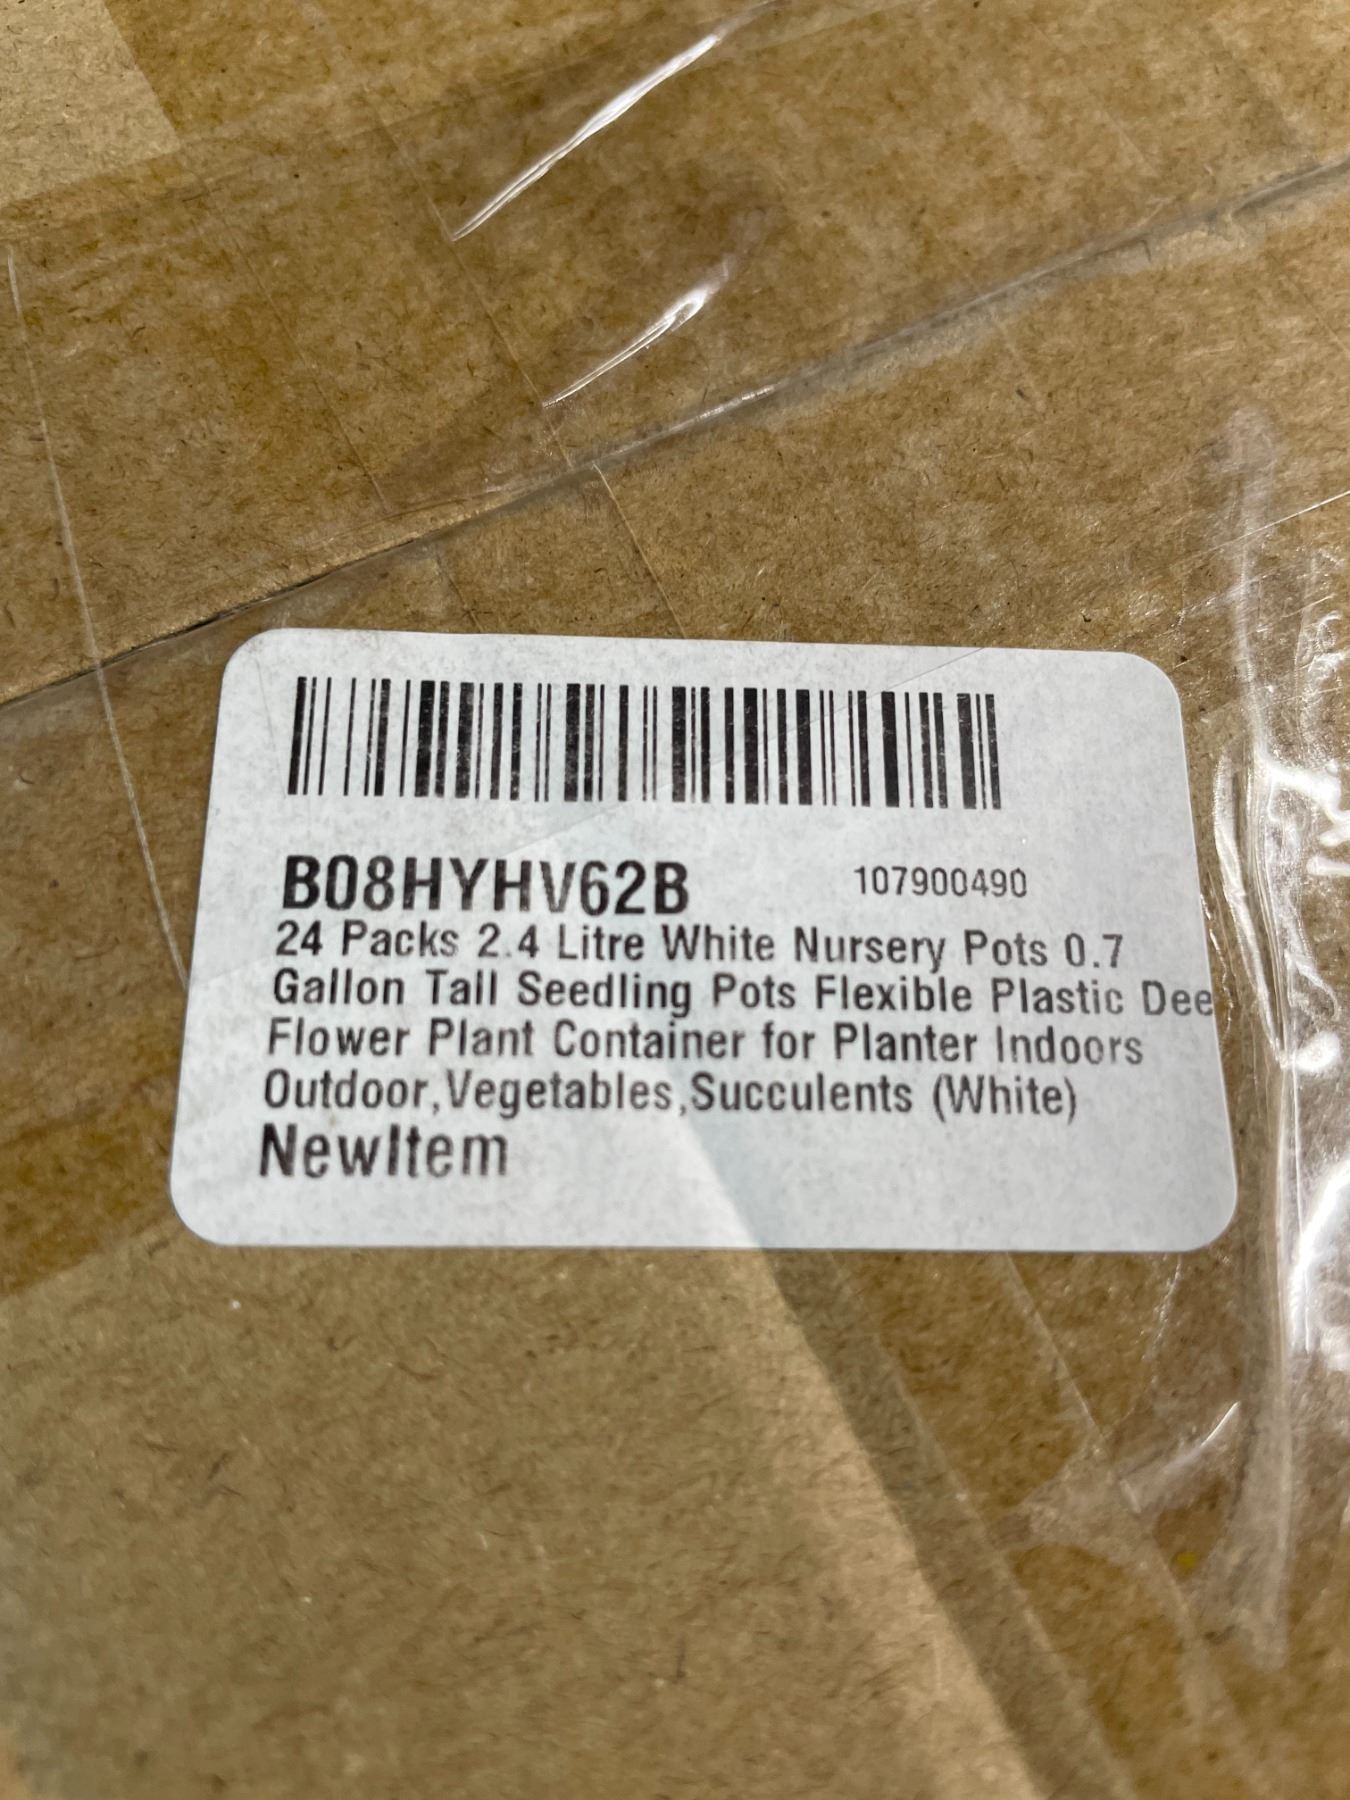 B08HYHV62B 107900490
24 Packs 2.4 Litre White Nursery Pots 0.7
Gallon Tall Seedling Pots Flexible Plastic Dee
Flower Plant Container for Planter Indoors
Outdoor,Vegetables,Succulents (White)
NewItem